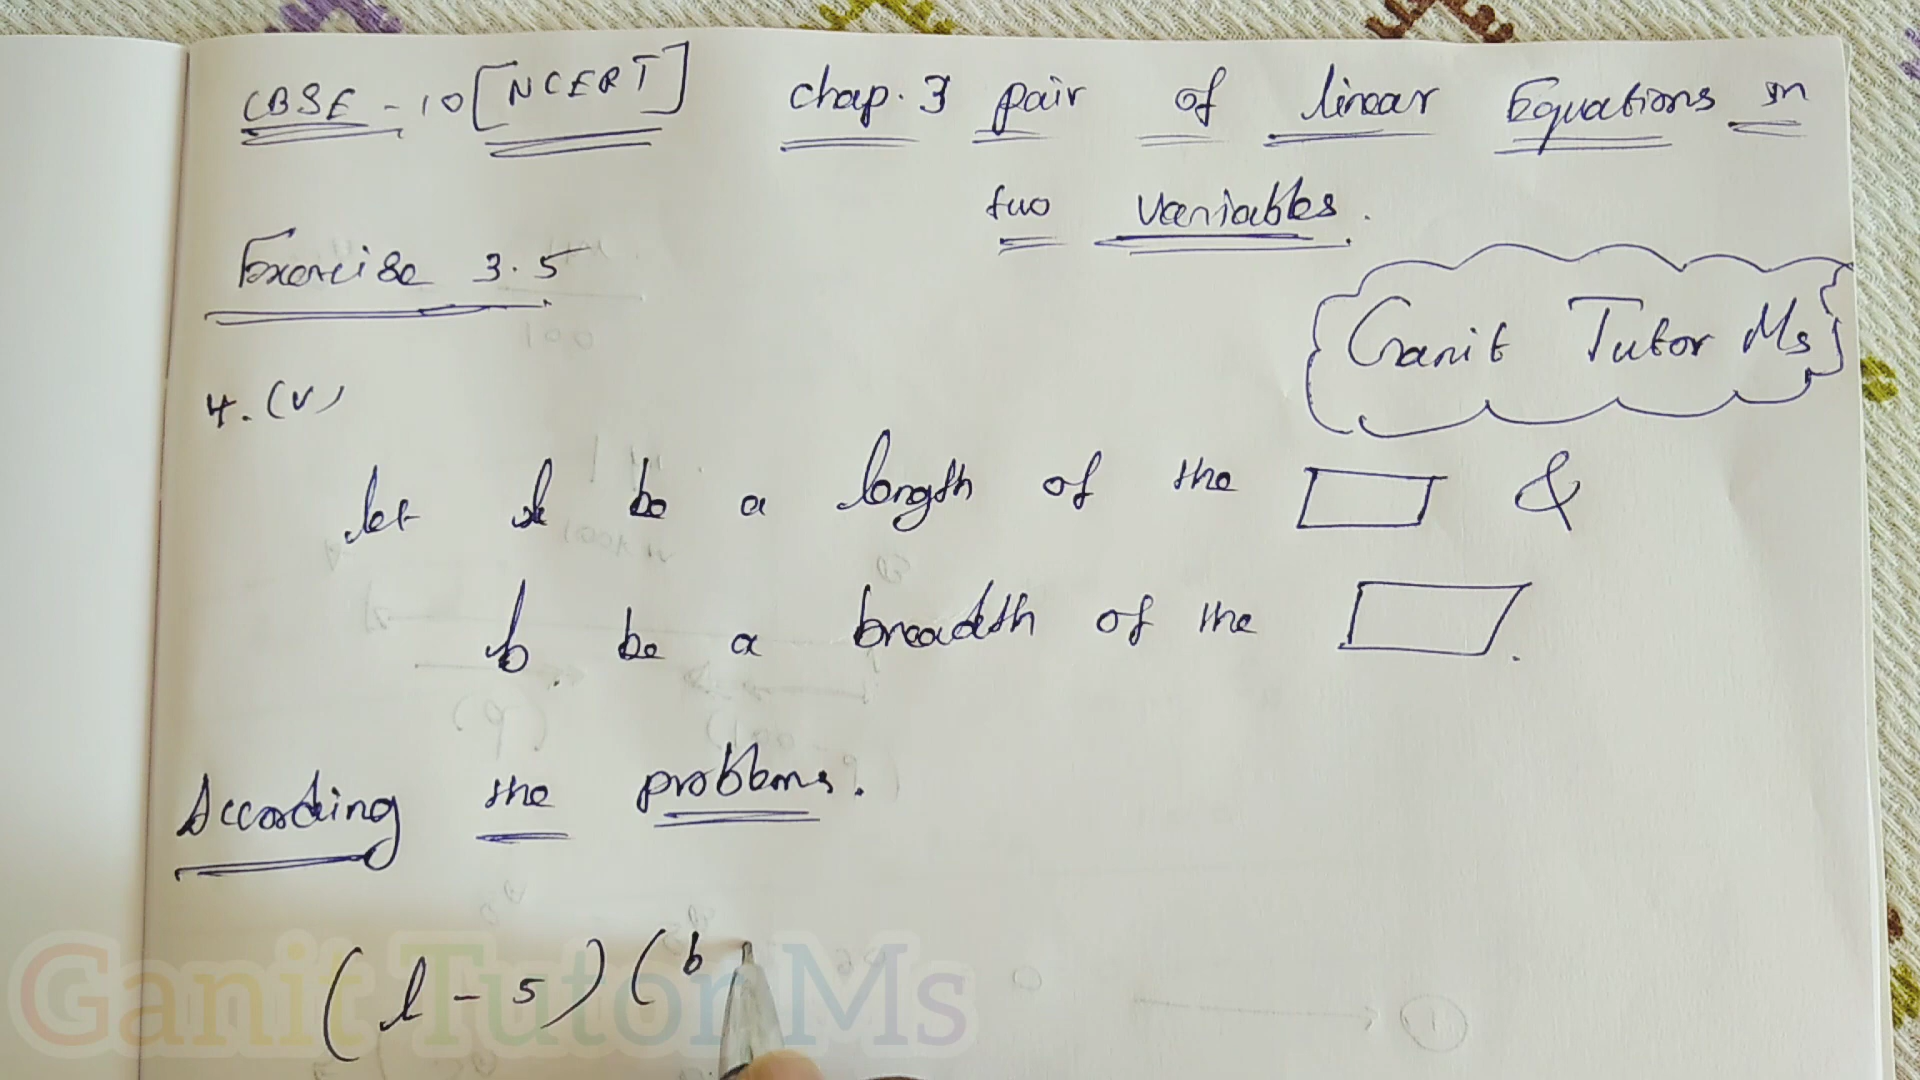 CBSE - 10 [NCERT] chap. 3 pair of linear Equations in
two variables.
Exercise 3.5
Ganit Tutor Ms
4. (v)
let l be a length of the &
b be a breadth of the .
According the problems.
(l - 5) (b
Ganit Tutor Ms
1